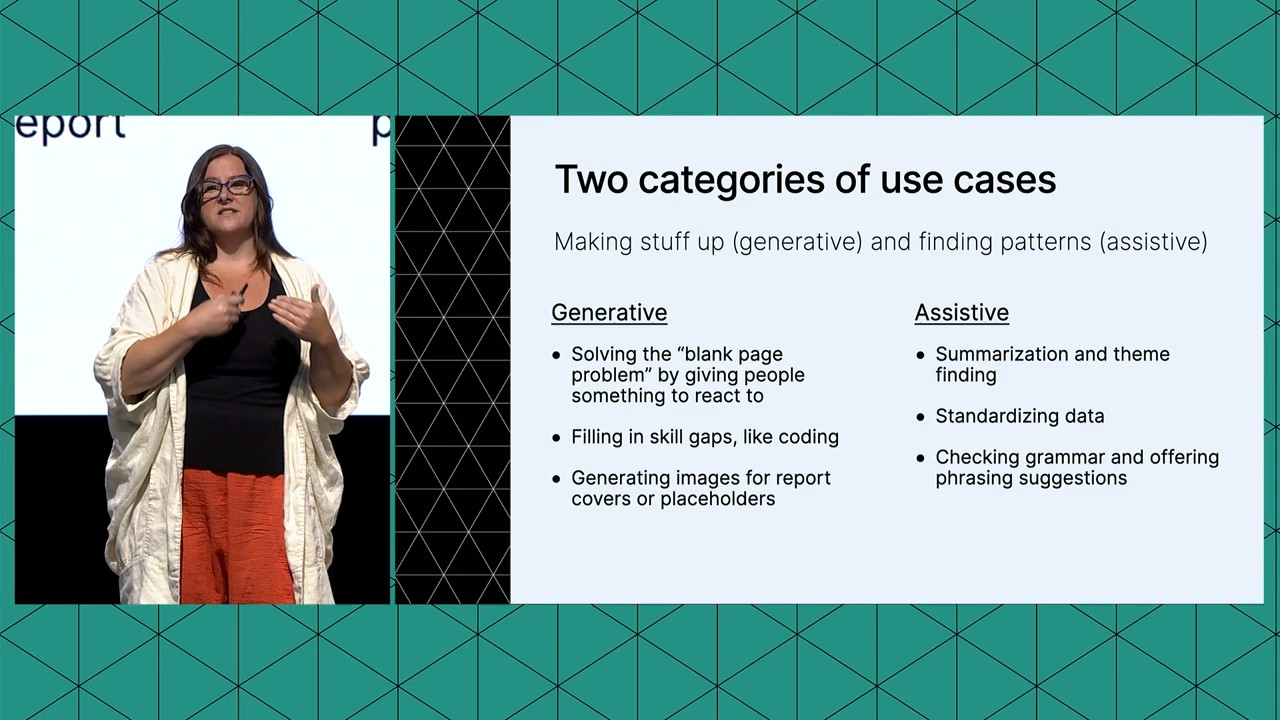 eport
Two categories of use cases
Making stuff up (generative) and finding patterns (assistive)
Generative
• Solving the “blank page
problem” by giving people
something to react to
• Filling in skill gaps, like coding
• Generating images for report
covers or placeholders
Assistive
• Summarization and theme
finding
• Standardizing data
• Checking grammar and offering
phrasing suggestions